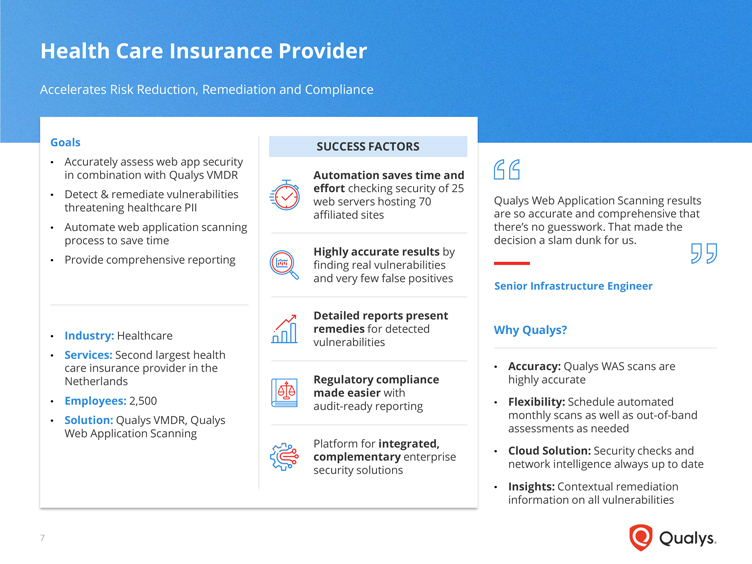 Health Care Insurance Provider
Accelerates Risk Reduction, Remediation and Compliance
Goals
• Accurately assess web app security
in combination with Qualys VMDR
• Detect & remediate vulnerabilities
threatening healthcare PII
• Automate web application scanning
process to save time
• Provide comprehensive reporting
• Industry: Healthcare
• Services: Second largest health
care insurance provider in the
Netherlands
• Employees: 2,500
• Solution: Qualys VMDR, Qualys
Web Application Scanning
SUCCESS FACTORS
Automation saves time and
effort checking security of 25
web servers hosting 70
affiliated sites
Highly accurate results by
finding real vulnerabilities
and very few false positives
Detailed reports present
remedies for detected
vulnerabilities
Regulatory compliance
made easier with
audit-ready reporting
Platform for integrated,
complementary enterprise
security solutions
“
Qualys Web Application Scanning results
are so accurate and comprehensive that
there’s no guesswork. That made the
decision a slam dunk for us.
”
Senior Infrastructure Engineer
Why Qualys?
• Accuracy: Qualys WAS scans are
highly accurate
• Flexibility: Schedule automated
monthly scans as well as out-of-band
assessments as needed
• Cloud Solution: Security checks and
network intelligence always up to date
• Insights: Contextual remediation
information on all vulnerabilities
7
Qualys.